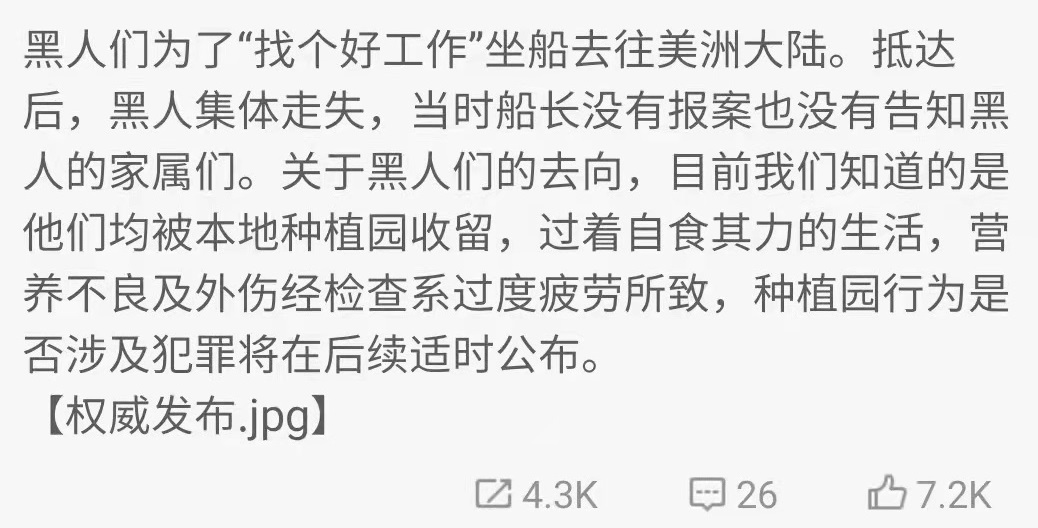 黑人们为了“找个好工作”坐船去往美洲大陆。抵达
后，黑人集体走失，当时船长没有报案也没有告知黑
人的家属们。关于黑人们的去向，目前我们知道的是
他们均被本地种植园收留，过着自食其力的生活，营
养不良及外伤经检查系过度疲劳所致，种植园行为是
否涉及犯罪将在后续适时公布。
【权威发布.jpg】
4.3K 26 7.2K